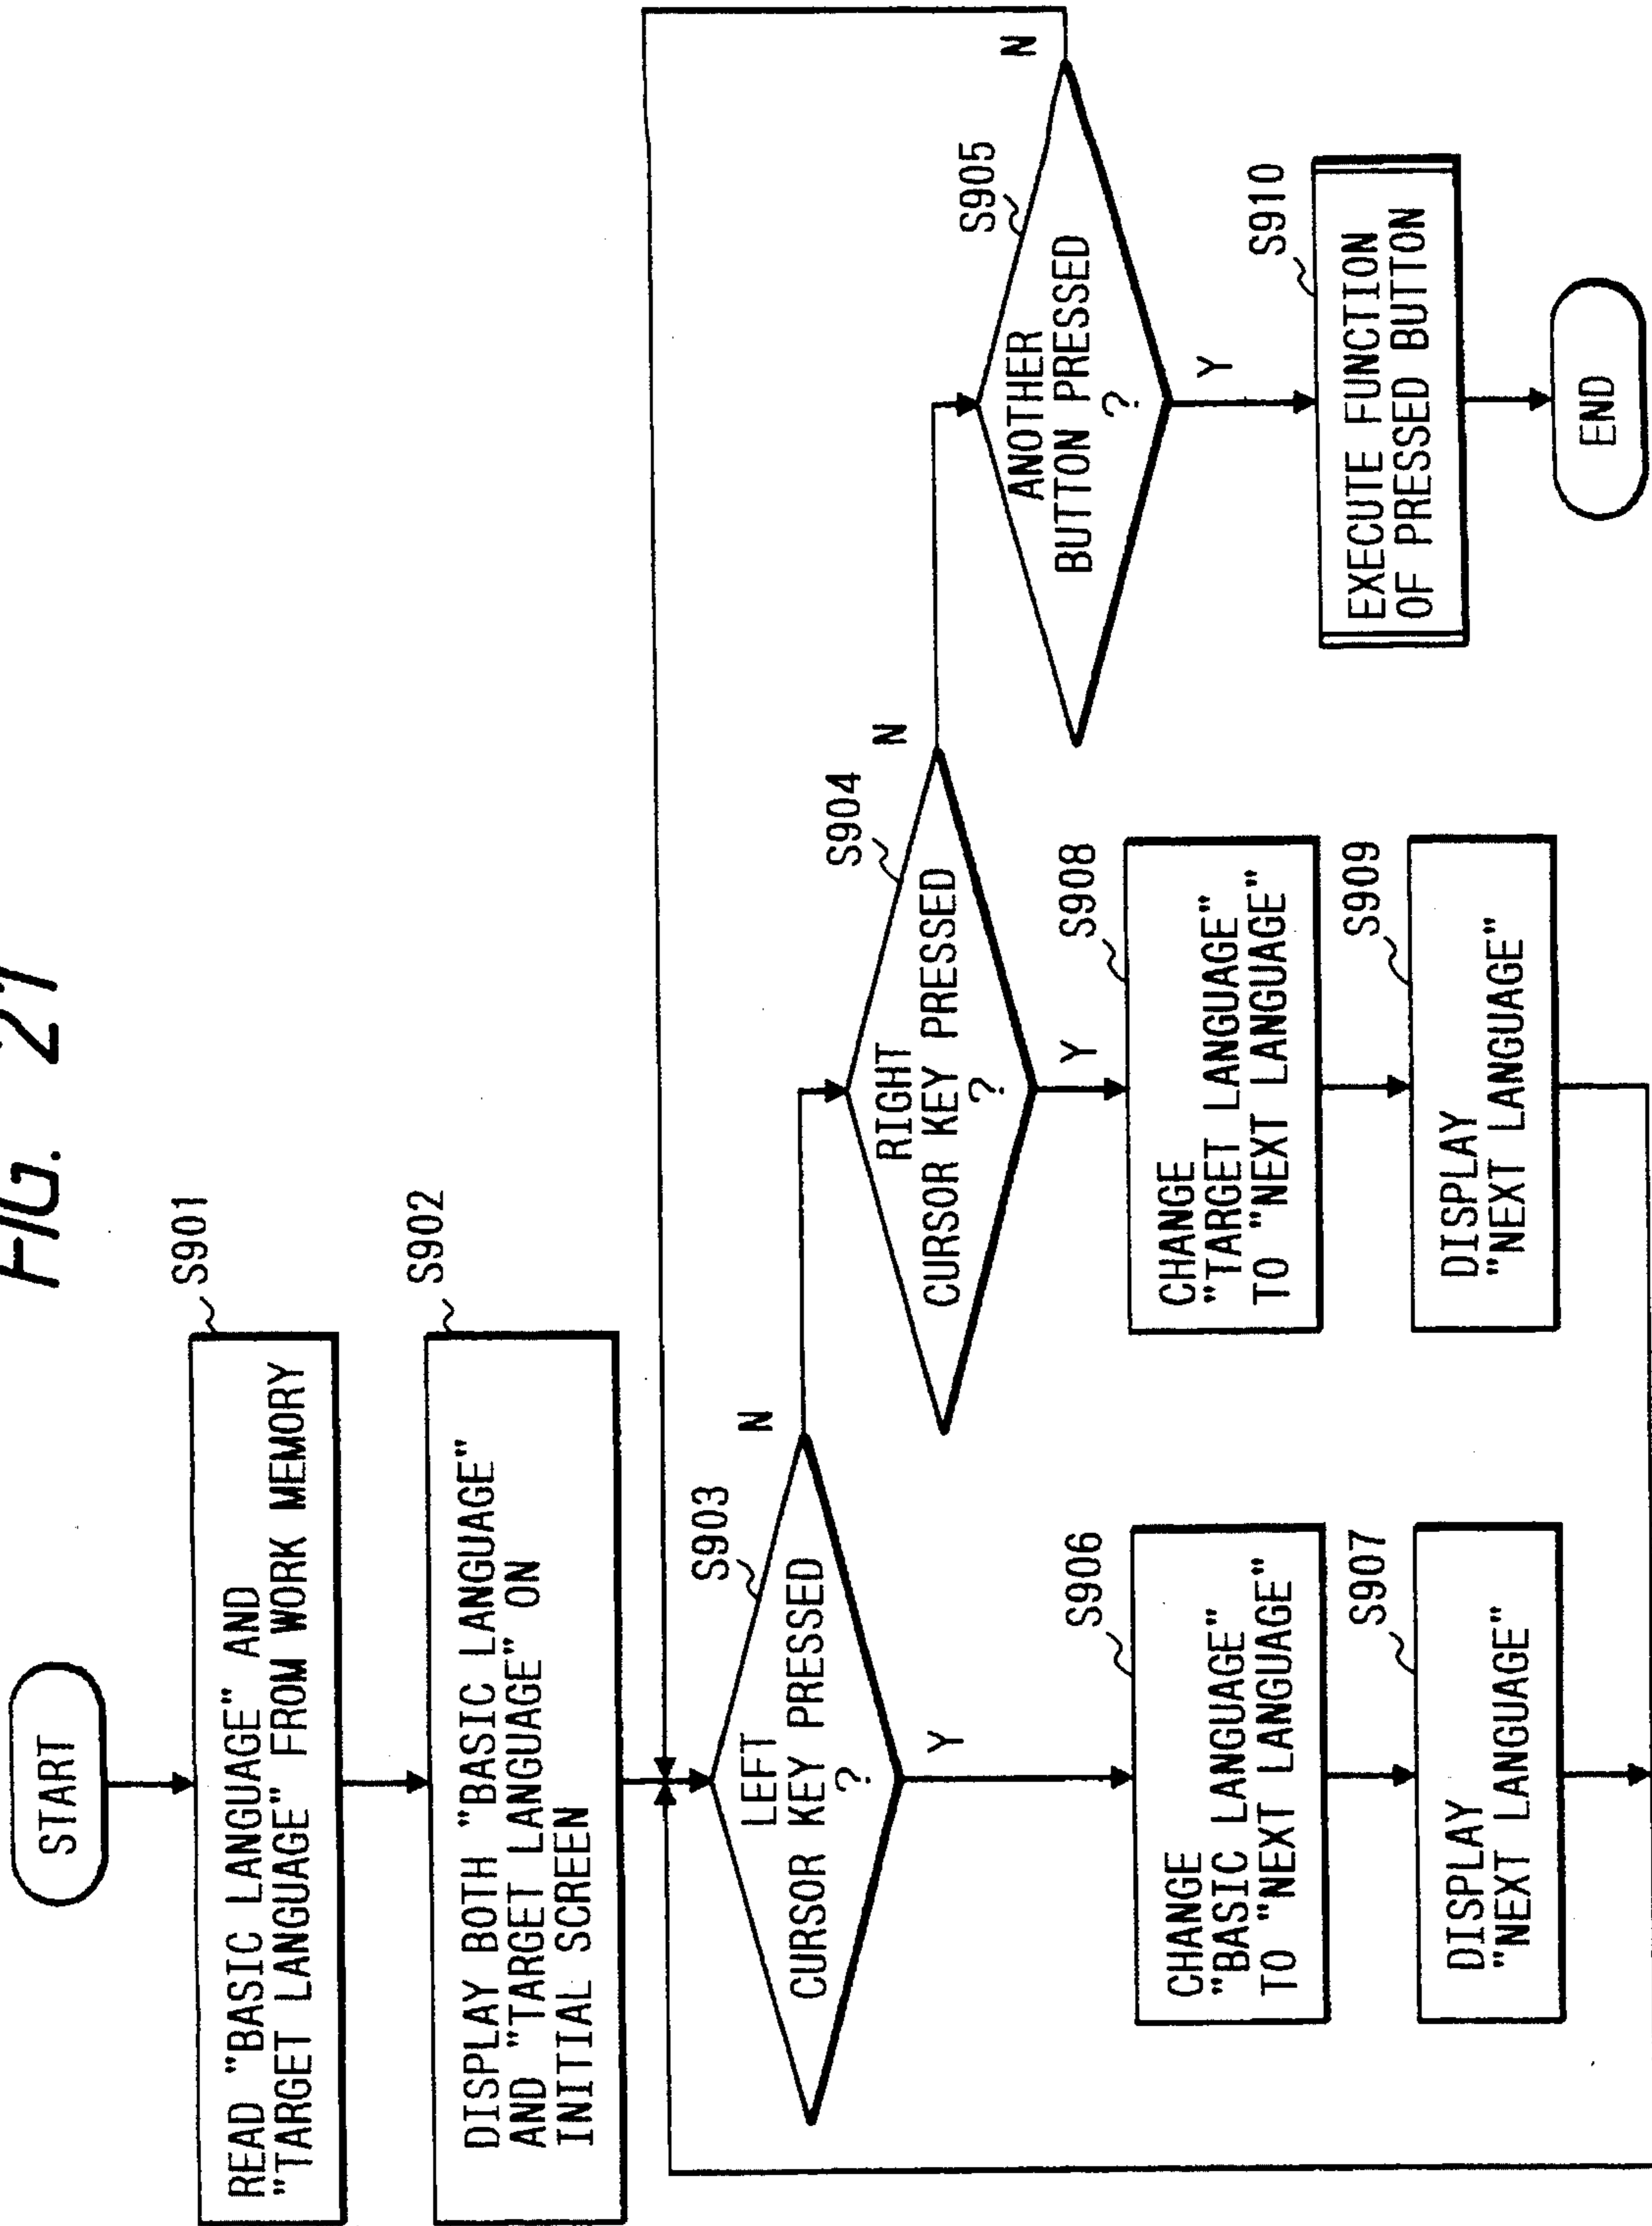 FIG. 21
START
S901
READ "BASIC LANGUAGE" AND
"TARGET LANGUAGE" FROM WORK MEMORY
S902
DISPLAY BOTH "BASIC LANGUAGE"
AND "TARGET LANGUAGE" ON
INITIAL SCREEN
S903
LEFT
CURSOR KEY PRESSED
?
N
Y
S904
RIGHT
CURSOR KEY PRESSED
?
N
Y
S905
ANOTHER
BUTTON PRESSED
?
N
Y
S906
CHANGE
"BASIC LANGUAGE"
TO "NEXT LANGUAGE"
S907
DISPLAY
"NEXT LANGUAGE"
S908
CHANGE
"TARGET LANGUAGE"
TO "NEXT LANGUAGE"
S909
DISPLAY
"NEXT LANGUAGE"
S910
EXECUTE FUNCTION
OF PRESSED BUTTON
END